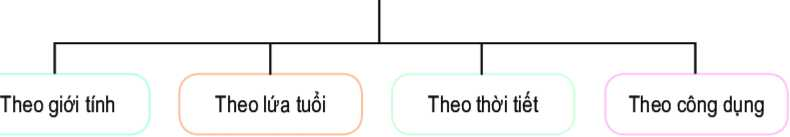 Theo giới tính
Theo lứa tuổi
Theo thời tiết
Theo công dụng